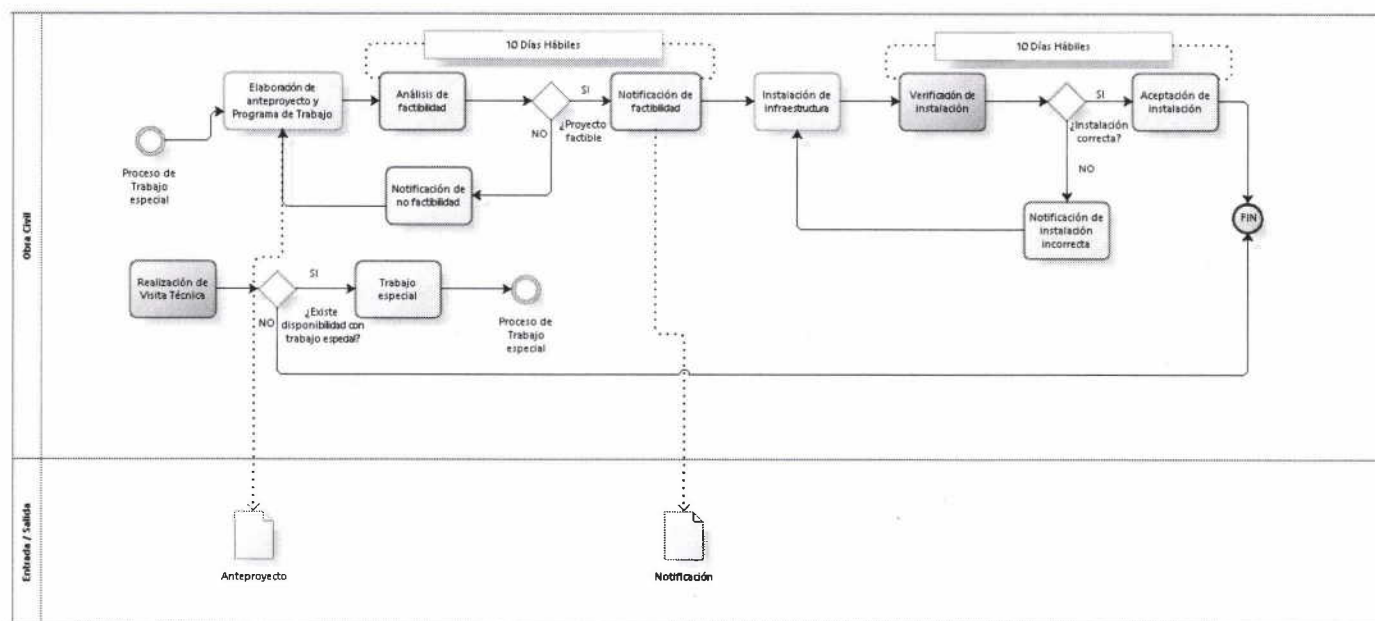 Obra Civil
10 Días Hábiles
10 Días Hábiles
Elaboración de
anteproyecto y
Programa de Trabajo
Análisis de
factibilidad
SI
¿Proyecto
factible
NO
Notificación de
factibilidad
Instalación de
infraestructura
Verificación de
instalación
SI
¿Instalación
correcta?
NO
Aceptación de
instalación
Proceso de
Trabajo
especial
Notificación de
no factibilidad
Notificación de
instalación
incorrecta
FIN
Realización de
Visita Técnica
SI
¿Existe
disponibilidad con
trabajo especial?
NO
Trabajo
especial
Proceso de
Trabajo
especial
Entrada / Salida
Anteproyecto
Notificación